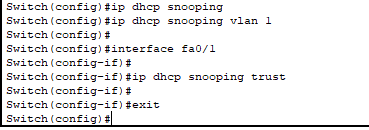 Switch(config)#ip dhcp snooping
Switch(config)#ip dhcp snooping vlan 1
Switch(config)#
Switch(config)#interface fa0/1
Switch(config-if)#
Switch(config-if)#ip dhcp snooping trust
Switch(config-if)#
Switch(config-if)#exit
Switch(config)#